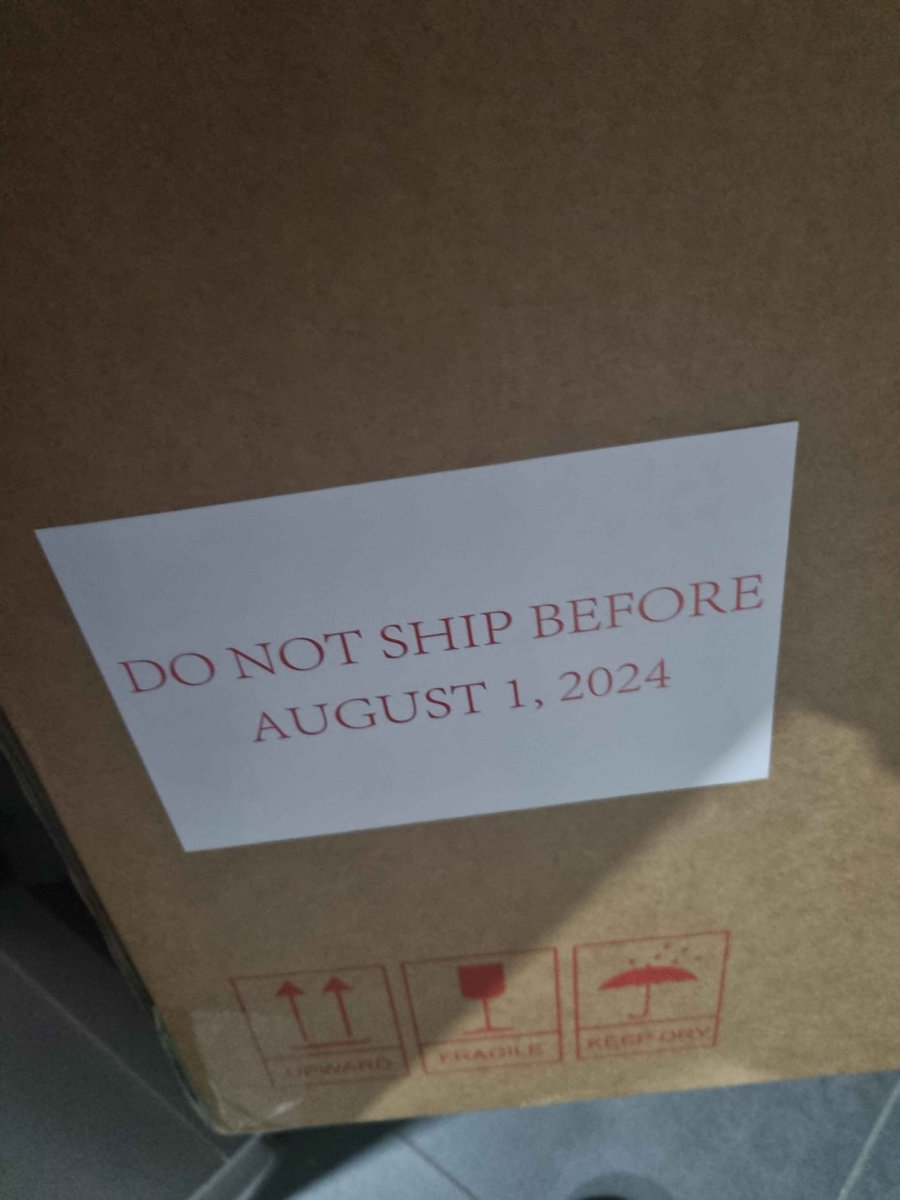 DO NOT SHIP BEFORE
AUGUST 1, 2024
UPWARD
FRAGILE
KEEP DRY